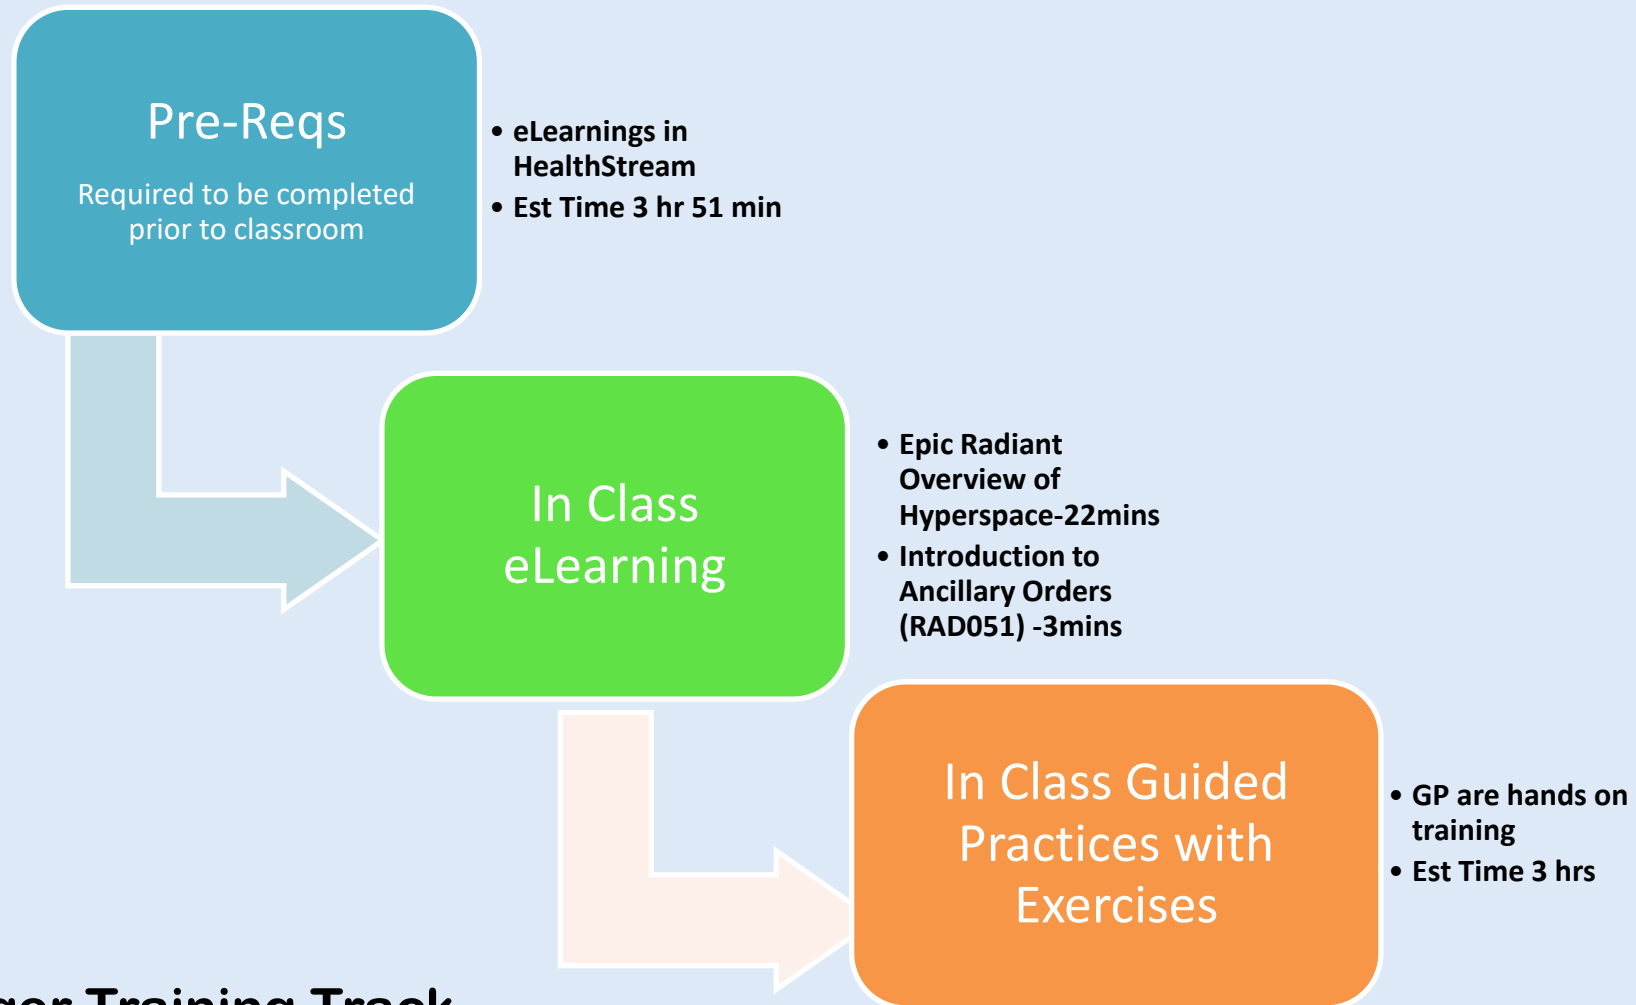 Pre-Reqs
Required to be completed
prior to classroom
• eLearnings in
HealthStream
• Est Time 3 hr 51 min
In Class
eLearning
• Epic Radiant
Overview of
Hyperspace-22mins
• Introduction to
Ancillary Orders
(RAD051) -3mins
In Class Guided
Practices with
Exercises
• GP are hands on
training
• Est Time 3 hrs
Training Track